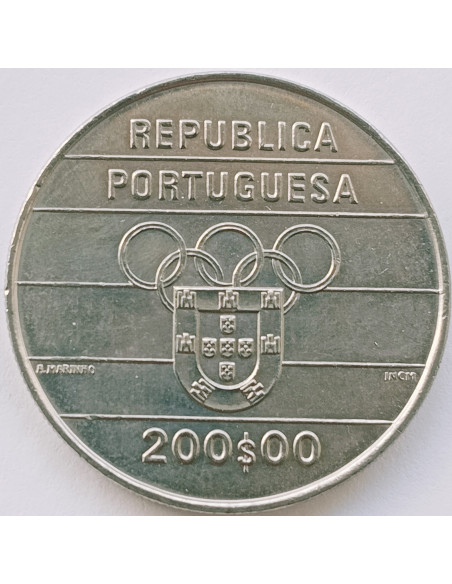 REPUBLICA
PORTUGUESA
A.MARINHO
INCM
200$00